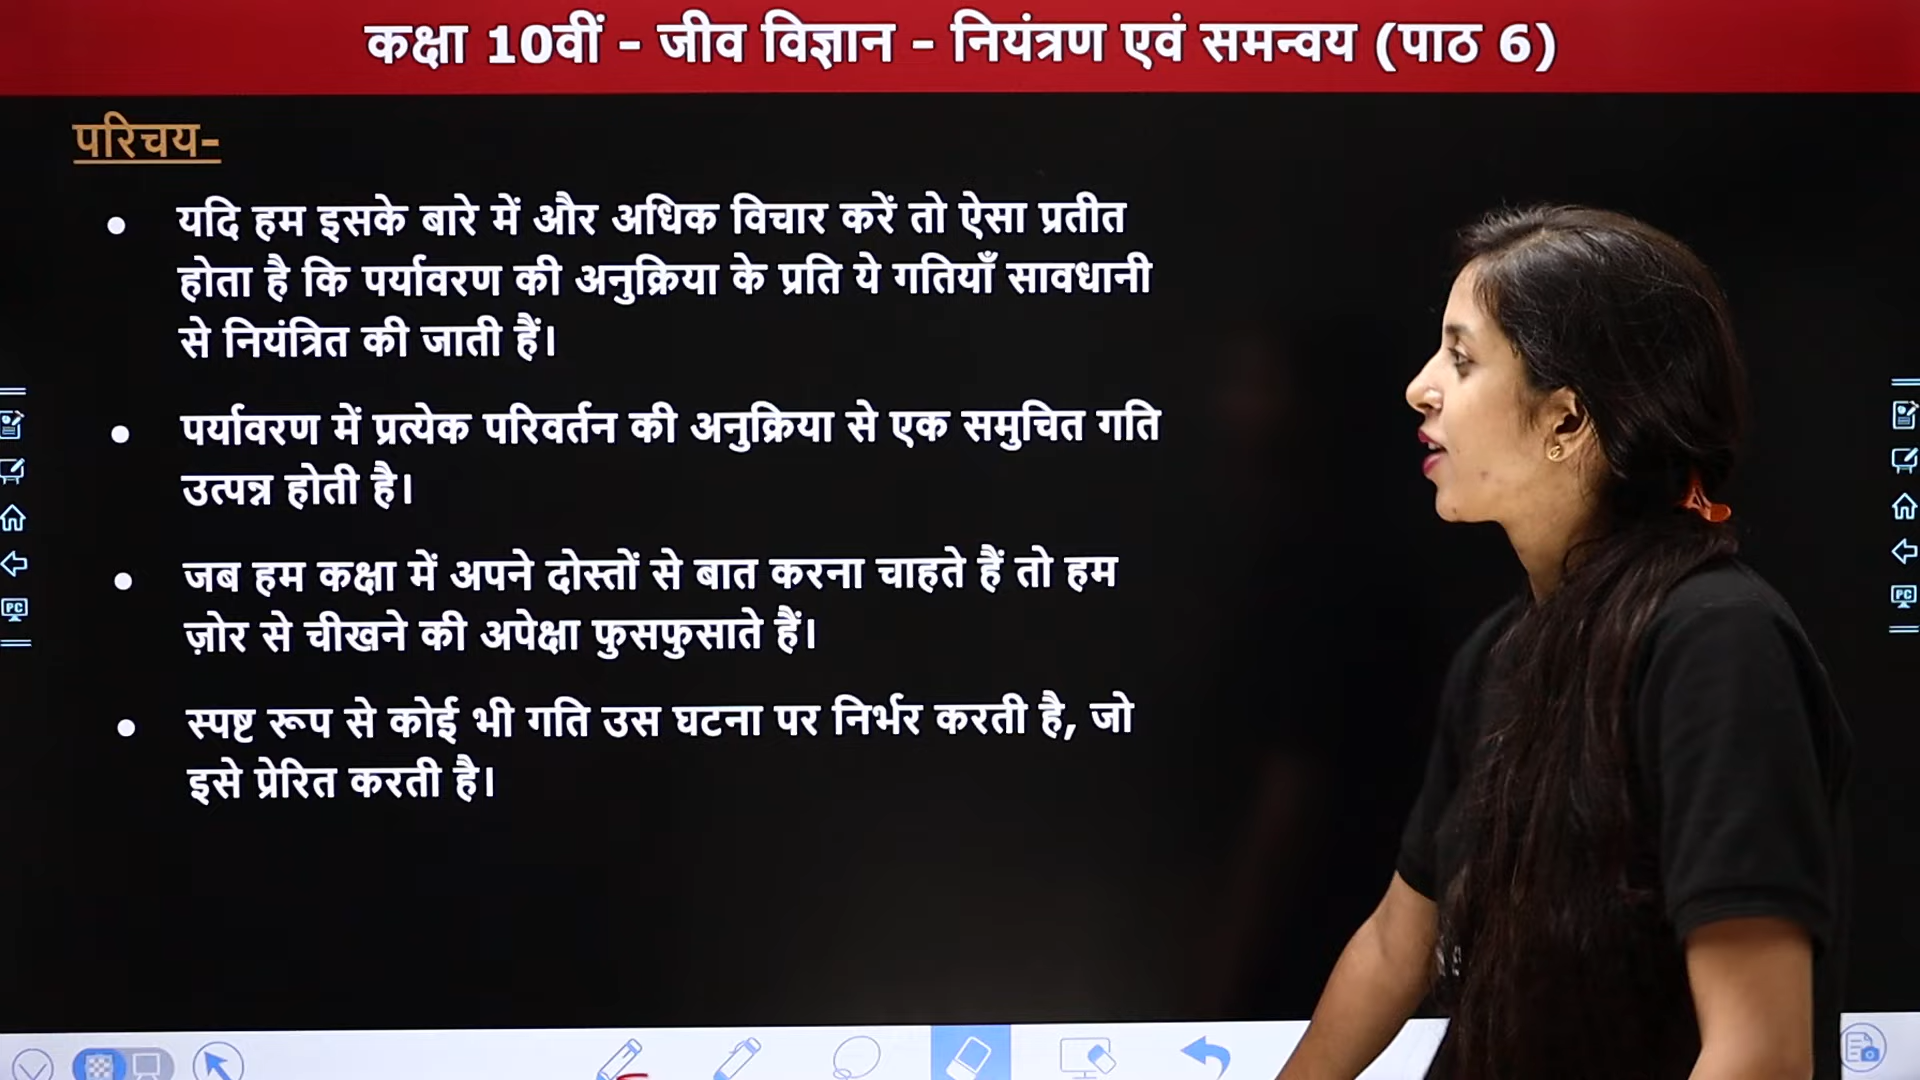 कक्षा 10वीं - जीव विज्ञान - नियंत्रण एवं समन्वय (पाठ 6)
परिचय-
• यदि हम इसके बारे में और अधिक विचार करें तो ऐसा प्रतीत
होता है कि पर्यावरण की अनुक्रिया के प्रति ये गतियाँ सावधानी
से नियंत्रित की जाती हैं।
• पर्यावरण में प्रत्येक परिवर्तन की अनुक्रिया से एक समुचित गति
उत्पन्न होती है।
• जब हम कक्षा में अपने दोस्तों से बात करना चाहते हैं तो हम
ज़ोर से चीखने की अपेक्षा फुसफुसाते हैं।
• स्पष्ट रूप से कोई भी गति उस घटना पर निर्भर करती है, जो
इसे प्रेरित करती है।
PC
PC